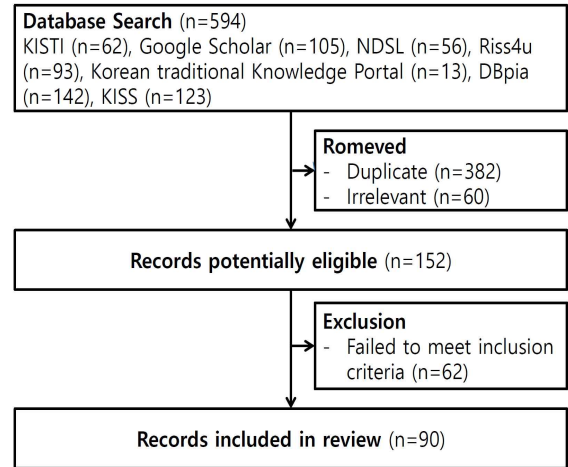 Database Search (n=594)
KISTI (n=62), Google Scholar (n=105), NDSL (n=56), Riss4u
(n=93), Korean traditional Knowledge Portal (n=13), DBpia
(n=142), KISS (n=123)
Romeved
- Duplicate (n=382)
- Irrelevant (n=60)
Records potentially eligible (n=152)
Exclusion
- Failed to meet inclusion
criteria (n=62)
Records included in review (n=90)